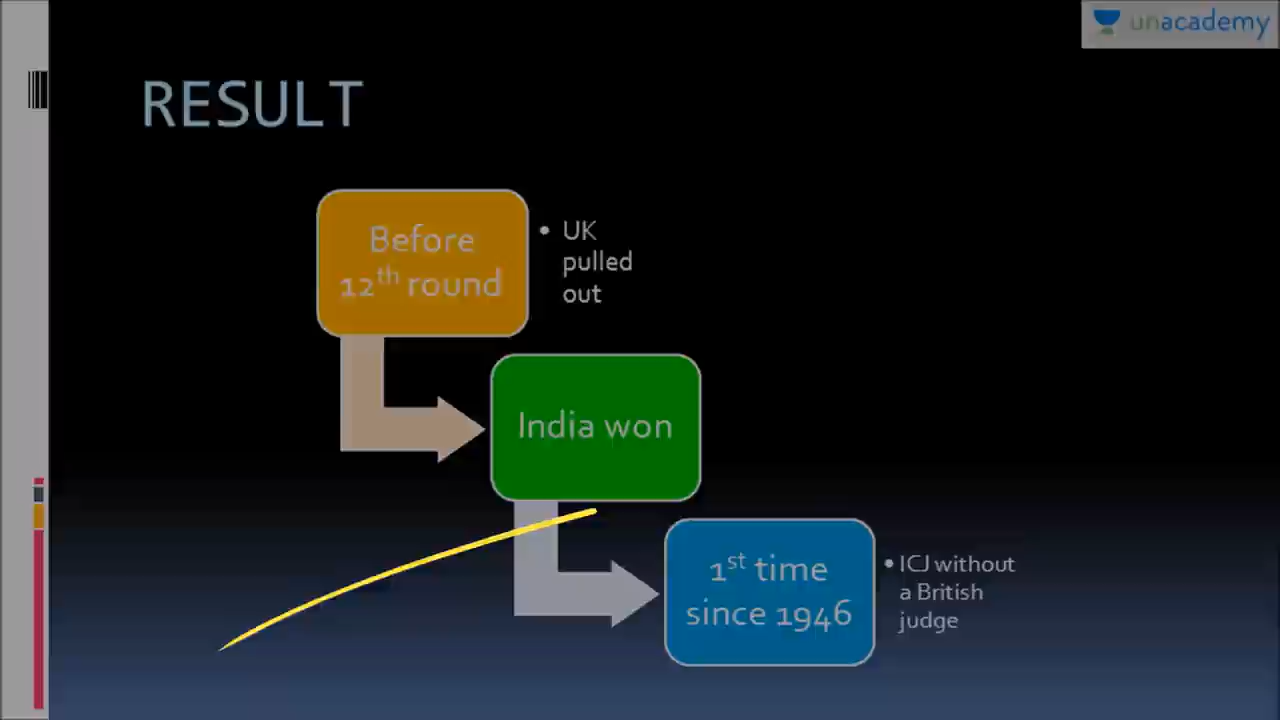 unacademy
RESULT
Before
12th round
• UK
pulled
out
India won
1st time
since 1946
• ICJ without
a British
judge